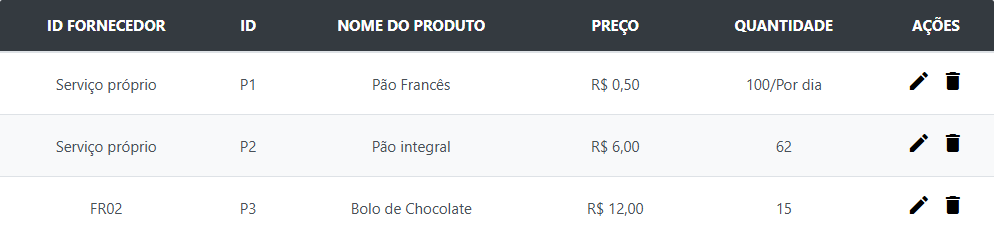 ID FORNECEDOR ID NOME DO PRODUTO PREÇO QUANTIDADE AÇÕES
Serviço próprio P1 Pão Francês R$ 0,50 100/Por dia
Serviço próprio P2 Pão integral R$ 6,00 62
FR02 P3 Bolo de Chocolate R$ 12,00 15